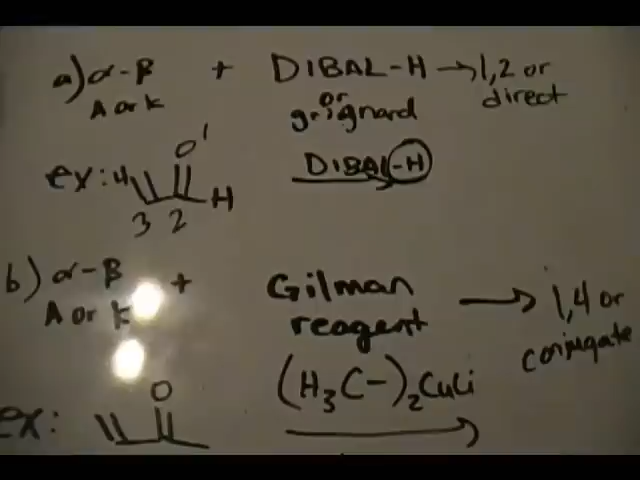 a) α-β + DIBAL-H → 1,2 or
A or k or direct
grignard
O 1
ex: 4 H DIBAL-H
3 2
b) α-β + Gilman → 1,4 or
A or k reagent conjugate
(H3C-)2CuLi
O
ex: